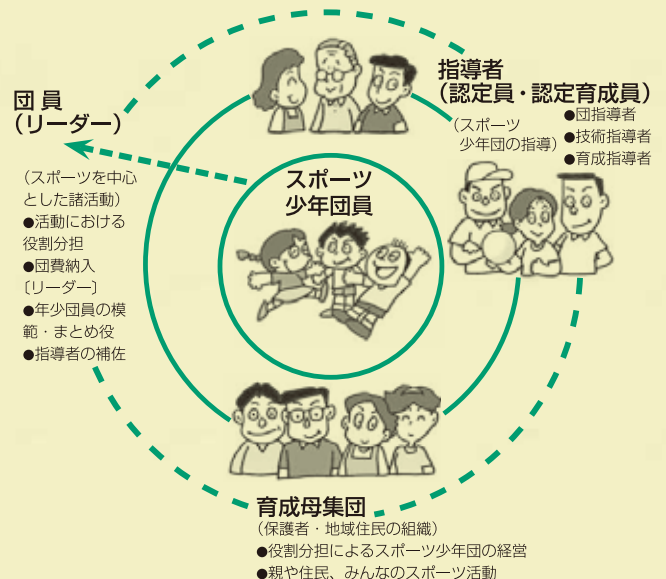 団員
(リーダー)
(スポーツを中心
とした諸活動)
●活動における
役割分担
●団費納入
〔リーダー〕
●年少団員の模
範・まとめ役
●指導者の補佐
指導者
(認定員・認定育成員)
(スポーツ
少年団の指導)
●団指導者
●技術指導者
●育成指導者
スポーツ
少年団員
育成母集団
(保護者・地域住民の組織)
●役割分担によるスポーツ少年団の経営
●親や住民、みんなのスポーツ活動